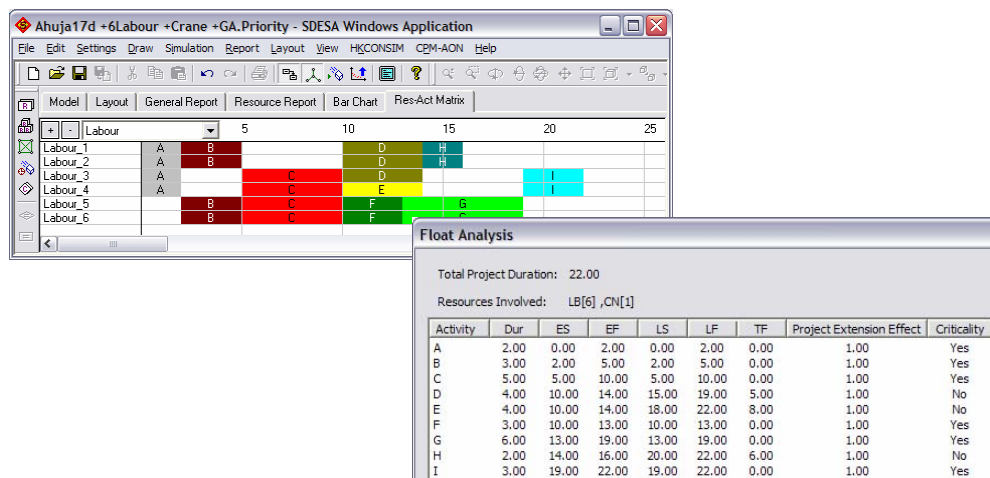 Ahuja17d +6Labour +Crane +GA.Priority - SDESA Windows Application
File Edit Settings Draw Simulation Report Layout View HKCONSIM CPM-AON Help
Model Layout General Report Resource Report Bar Chart Res-Act Matrix
+ - Labour 5 10 15 20 25
Labour_1 A B D H
Labour_2 A B D H
Labour_3 A C D I
Labour_4 A C E I
Labour_5 B C F G
Labour_6 B C F G
Float Analysis
Total Project Duration: 22.00
Resources Involved: LB[6] ,CN[1]
Activity Dur ES EF LS LF TF Project Extension Effect Criticality
A 2.00 0.00 2.00 0.00 2.00 0.00 1.00 Yes
B 3.00 2.00 5.00 2.00 5.00 0.00 1.00 Yes
C 5.00 5.00 10.00 5.00 10.00 0.00 1.00 Yes
D 4.00 10.00 14.00 15.00 19.00 5.00 1.00 No
E 4.00 10.00 14.00 18.00 22.00 8.00 1.00 No
F 3.00 10.00 13.00 10.00 13.00 0.00 1.00 Yes
G 6.00 13.00 19.00 13.00 19.00 0.00 1.00 Yes
H 2.00 14.00 16.00 20.00 22.00 6.00 1.00 No
I 3.00 19.00 22.00 19.00 22.00 0.00 1.00 Yes